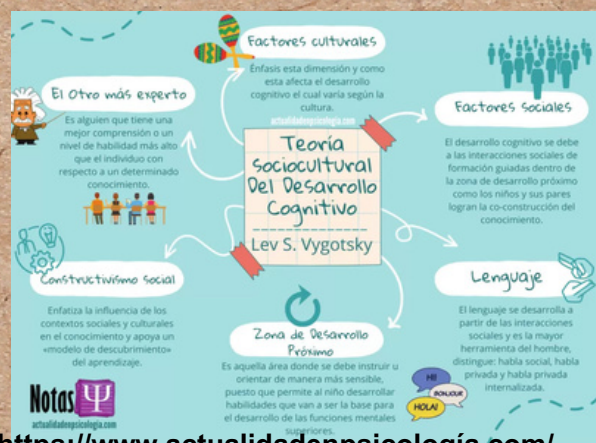 Factores culturales
Énfasis esta dimensión y como
esta afecta el desarrollo
cognitivo el cual varía según la
cultura.
actualidadenpsicologia.com
El Otro más experto
Es alguien que tiene una
mejor comprensión o un
nivel de habilidad más alto
que el individuo con
respecto a un determinado
conocimiento.
Factores Sociales
El desarrollo cognitivo se debe
a las interacciones sociales de
formación guiadas dentro de
la zona de desarrollo próximo
como los niños y sus pares
logran la co-construcción del
conocimiento.
Teoría
Sociocultural
Del Desarrollo
Cognitivo
Lev S. Vygotsky
Constructivismo Social
Enfatiza la influencia de los
contextos sociales y culturales
en el conocimiento y apoya un
«modelo de descubrimiento»
del aprendizaje.
Zona de Desarrollo
Próximo
Es aquella área donde se debe instruir u
orientar de manera más sensible,
puesto que permite al niño desarrollar
habilidades que van a ser la base para
el desarrollo de las funciones mentales
superiores.
Lenguaje
El lenguaje se desarrolla a
partir de las interacciones
sociales y es la mayor
herramienta del hombre,
distingue: habla social, habla
privada y habla privada
internalizada.
HI!
BONJOUR
HOLA!
Notas Ψ
actualidadenpsicologia.com
https://www.actualidadenpsicología.com/